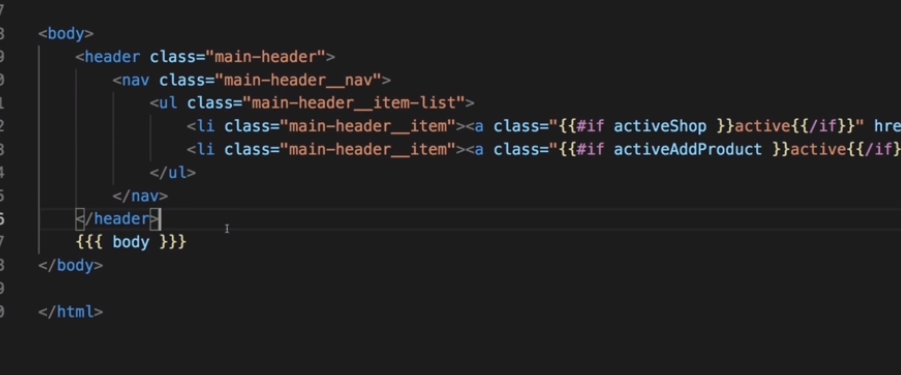 7
8 <body>
9 <header class="main-header">
0 <nav class="main-header__nav">
1 <ul class="main-header__item-list">
2 <li class="main-header__item"><a class="{{#if activeShop }}active{{/if}}" hre
3 <li class="main-header__item"><a class="{{#if activeAddProduct }}active{{/if}
4 </ul>
5 </nav>
6 </header>
7 {{{ body }}}
8 </body>
9
0 </html>